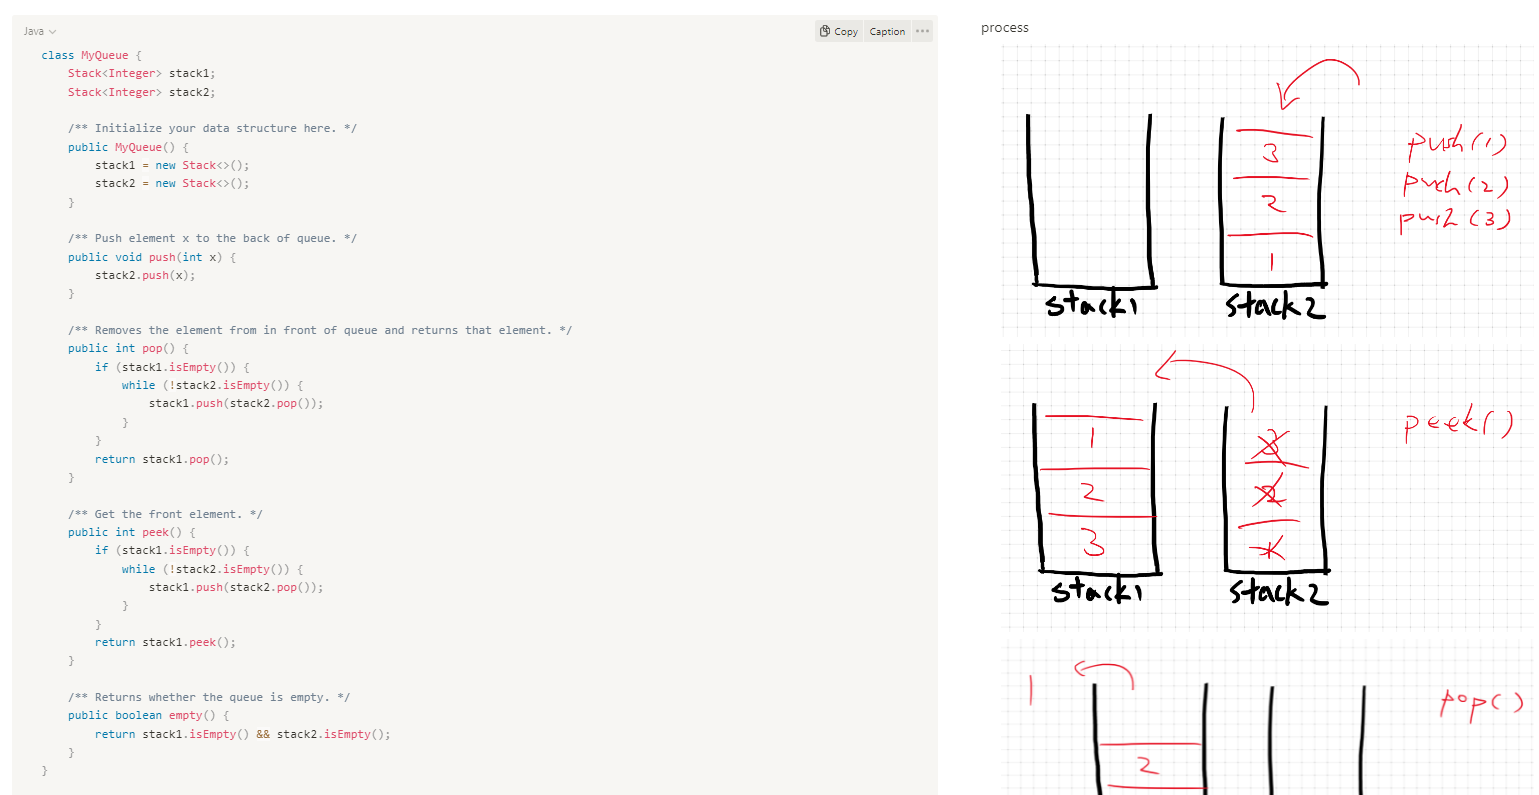 Java
Copy
Caption
class MyQueue {
    Stack<Integer> stack1;
    Stack<Integer> stack2;

    /** Initialize your data structure here. */
    public MyQueue() {
        stack1 = new Stack<>();
        stack2 = new Stack<>();
    }

    /** Push element x to the back of queue. */
    public void push(int x) {
        stack2.push(x);
    }

    /** Removes the element from in front of queue and returns that element. */
    public int pop() {
        if (stack1.isEmpty()) {
            while (!stack2.isEmpty()) {
                stack1.push(stack2.pop());
            }
        }
        return stack1.pop();
    }

    /** Get the front element. */
    public int peek() {
        if (stack1.isEmpty()) {
            while (!stack2.isEmpty()) {
                stack1.push(stack2.pop());
            }
        }
        return stack1.peek();
    }

    /** Returns whether the queue is empty. */
    public boolean empty() {
        return stack1.isEmpty() && stack2.isEmpty();
    }
}
process
3
2
1
stack1
stack2
push(1)
push(2)
push(3)
1
2
3
3
2
1
stack1
stack2
peek()
1
2
pop()